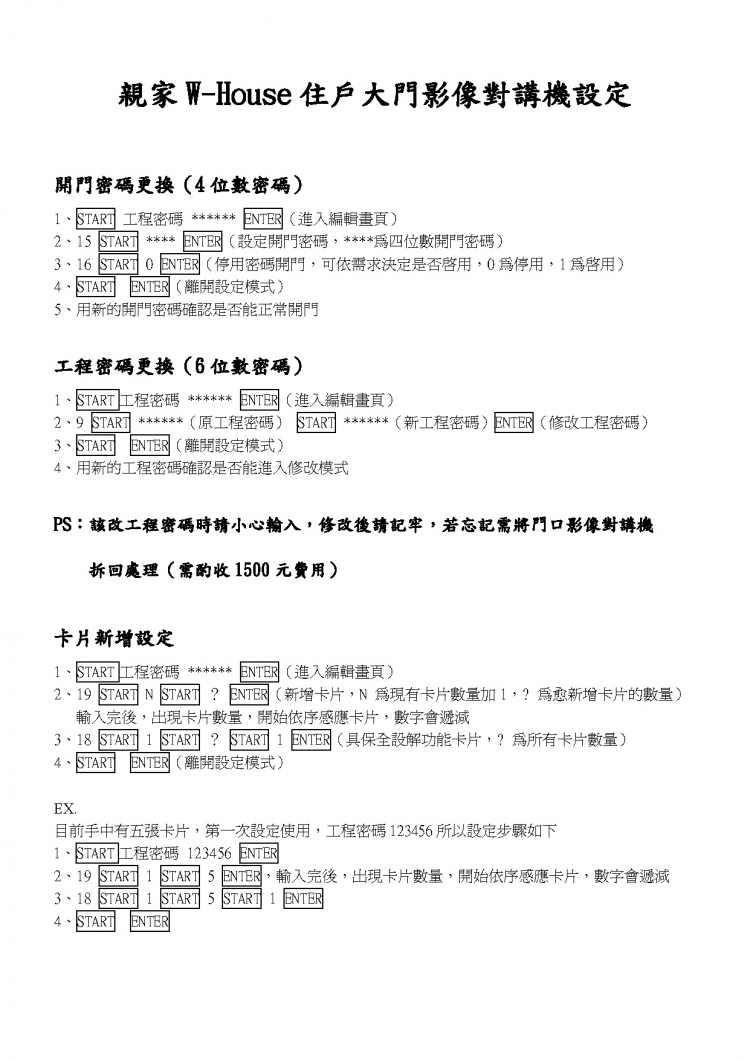 親家 W-House 住戶大門影像對講機設定
開門密碼更換（4 位數密碼）
1、START 工程密碼 ****** ENTER（進入編輯畫頁）
2、15 START **** ENTER（設定開門密碼，****為四位數開門密碼）
3、16 START 0 ENTER（停用密碼開門，可依需求決定是否啓用，0 為停用，1 為啓用）
4、START ENTER（離開設定模式）
5、用新的開門密碼確認是否能正常開門
工程密碼更換（6 位數密碼）
1、START 工程密碼 ****** ENTER（進入編輯畫頁）
2、9 START ******（原工程密碼） START ******（新工程密碼）ENTER（修改工程密碼）
3、START ENTER（離開設定模式）
4、用新的工程密碼確認是否能進入修改模式
PS：該改工程密碼時請小心輸入，修改後請記牢，若忘記需將門口影像對講機
拆回處理（需酌收 1500 元費用）
卡片新增設定
1、START 工程密碼 ****** ENTER（進入編輯畫頁）
2、19 START N START ? ENTER（新增卡片，N 為現有卡片數量加 1，? 為愈新增卡片的數量）
輸入完後，出現卡片數量，開始依序感應卡片，數字會遞減
3、18 START 1 START ? START 1 ENTER（具保全設解功能卡片，? 為所有卡片數量）
4、START ENTER（離開設定模式）
EX.
目前手中有五張卡片，第一次設定使用，工程密碼 123456 所以設定步驟如下
1、START 工程密碼 123456 ENTER
2、19 START 1 START 5 ENTER，輸入完後，出現卡片數量，開始依序感應卡片，數字會遞減
3、18 START 1 START 5 START 1 ENTER
4、START ENTER